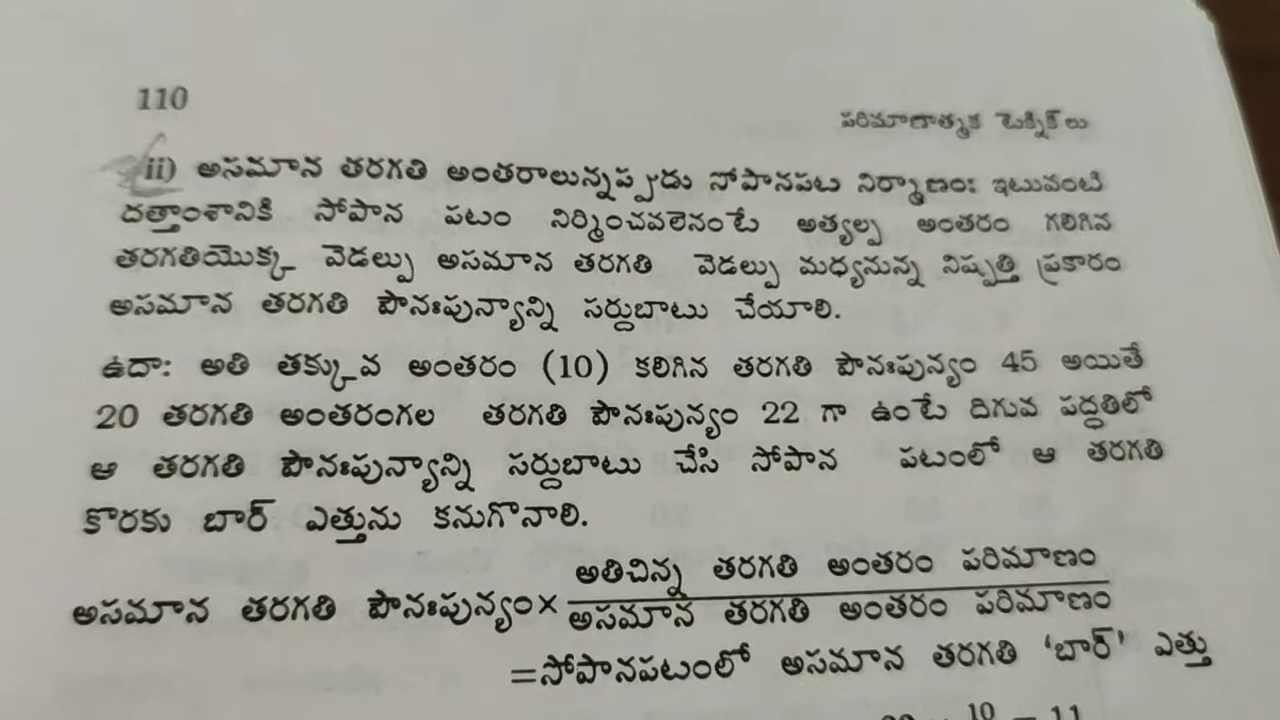 110
పరిమాణాత్మక టెక్నిక్‌లు
ii) అసమాన తరగతి అంతరాలున్నప్పుడు సోపానపట నిర్మాణం: ఇటువంటి
దత్తాంశానికి సోపాన పటం నిర్మించవలెనంటే అత్యల్ప అంతరం గలిగిన
తరగతియొక్క వెడల్పు అసమాన తరగతి వెడల్పు మధ్యనున్న నిష్పత్తి ప్రకారం
అసమాన తరగతి పౌనఃపున్యాన్ని సర్దుబాటు చేయాలి.
ఉదా: అతి తక్కువ అంతరం (10) కలిగిన తరగతి పౌనఃపున్యం 45 అయితే
20 తరగతి అంతరంగల తరగతి పౌనఃపున్యం 22 గా ఉంటే దిగువ పద్ధతిలో
ఆ తరగతి పౌనఃపున్యాన్ని సర్దుబాటు చేసి సోపాన పటంలో ఆ తరగతి
కొరకు బార్ ఎత్తును కనుగొనాలి.
అతిచిన్న తరగతి అంతరం పరిమాణం
అసమాన తరగతి పౌనఃపున్యం×
అసమాన తరగతి అంతరం పరిమాణం
=సోపానపటంలో అసమాన తరగతి ‘బార్’ ఎత్తు
10 = 11